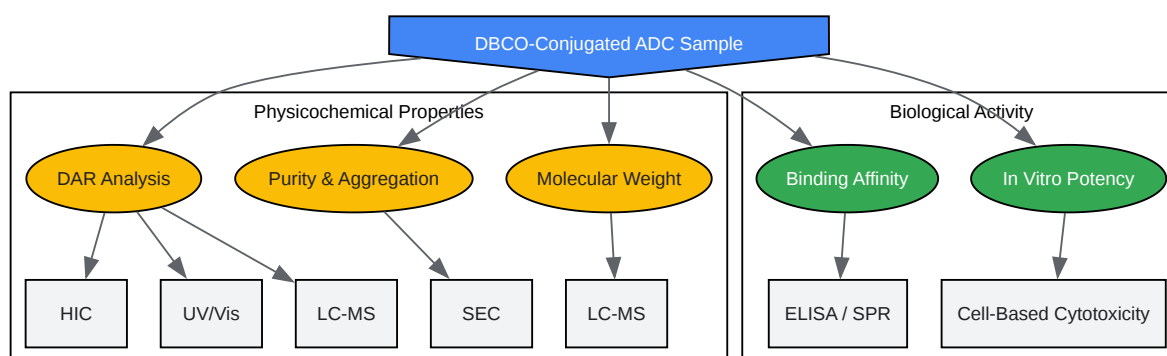 DBCO-Conjugated ADC Sample
Physicochemical Properties
Biological Activity
DAR Analysis
Purity & Aggregation
Molecular Weight
Binding Affinity
In Vitro Potency
HIC
UV/Vis
LC-MS
SEC
LC-MS
ELISA / SPR
Cell-Based Cytotoxicity